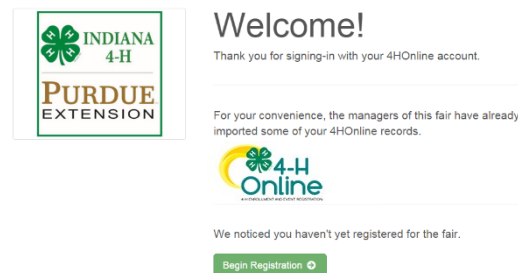 INDIANA
4-H
PURDUE
EXTENSION
Welcome!
Thank you for signing-in with your 4HOnline account.
For your convenience, the managers of this fair have already
imported some of your 4HOnline records.
4-H
Online
We noticed you haven't yet registered for the fair.
Begin Registration